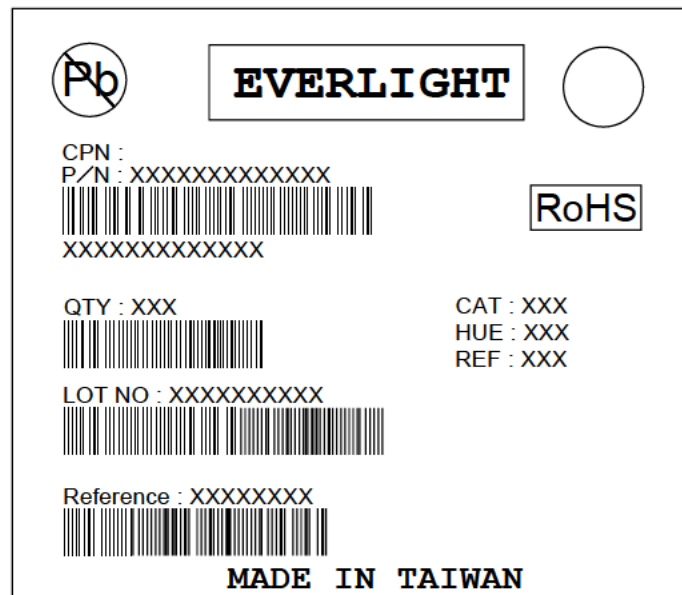 Pb
EVERLIGHT
CPN :
P/N : XXXXXXXXXXXXX
RoHS
XXXXXXXXXXXXX
QTY : XXX
CAT : XXX
HUE : XXX
REF : XXX
LOT NO : XXXXXXXXXX
Reference : XXXXXXXX
MADE IN TAIWAN